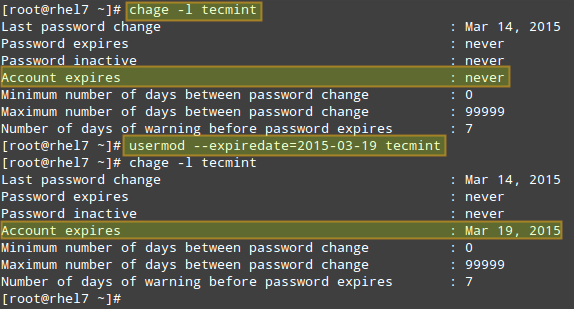 [root@rhel7 ~]# chage -l tecmint
Last password change : Mar 14, 2015
Password expires : never
Password inactive : never
Account expires : never
Minimum number of days between password change : 0
Maximum number of days between password change : 99999
Number of days of warning before password expires : 7
[root@rhel7 ~]# usermod --expiredate=2015-03-19 tecmint
[root@rhel7 ~]# chage -l tecmint
Last password change : Mar 14, 2015
Password expires : never
Password inactive : never
Account expires : Mar 19, 2015
Minimum number of days between password change : 0
Maximum number of days between password change : 99999
Number of days of warning before password expires : 7
[root@rhel7 ~]#